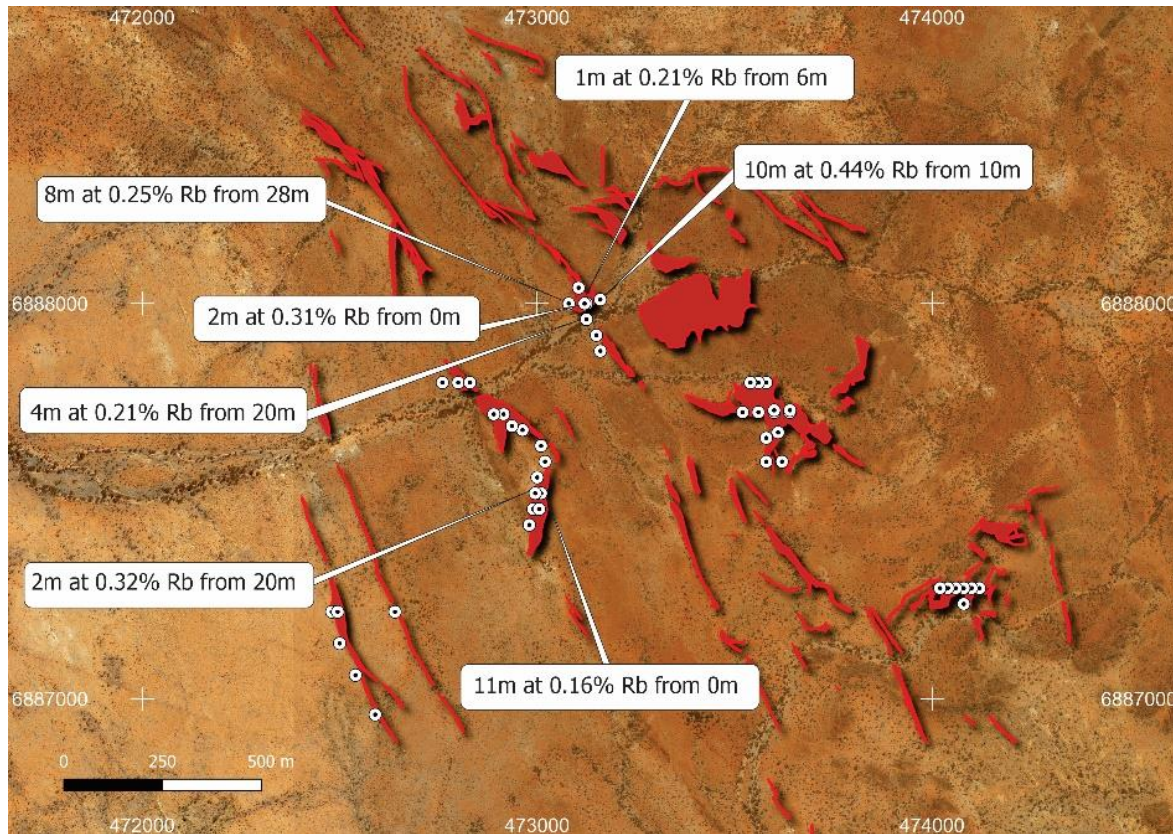 472000
473000
474000
1m at 0.21% Rb from 6m
10m at 0.44% Rb from 10m
8m at 0.25% Rb from 28m
6888000
6888000
2m at 0.31% Rb from 0m
4m at 0.21% Rb from 20m
2m at 0.32% Rb from 20m
11m at 0.16% Rb from 0m
6887000
6887000
0
250
500 m
472000
473000
474000